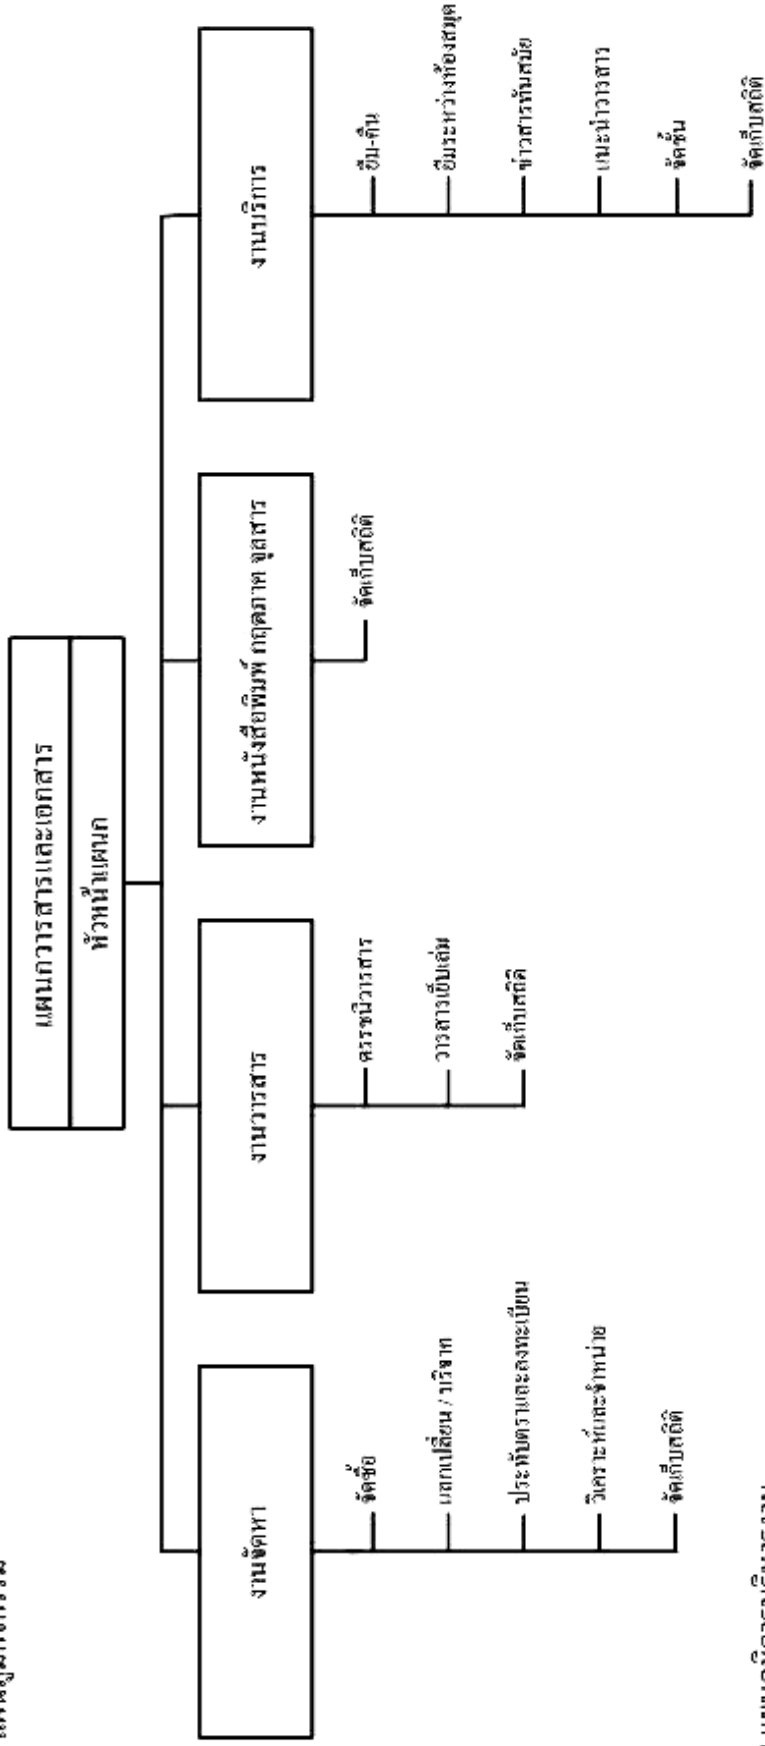 แผนภูมิกิจกรรม
แผนกวารสารและเอกสาร
หัวหน้าแผนก
งานจัดหา
จัดซื้อ
แลกเปลี่ยน / บริจาค
ประทับตราและลงทะเบียน
วิเคราะห์และจำหน่าย
จัดเก็บสถิติ
งานวารสาร
ดรรชนีวารสาร
วารสารเย็บเล่ม
จัดเก็บสถิติ
งานหนังสือพิมพ์ กฤตภาค จุลสาร
จัดเก็บสถิติ
งานบริการ
ยืม-คืน
ยืมระหว่างห้องสมุด
ข่าวสารทันสมัย
แนะนำวารสาร
จัดชั้น
จัดเก็บสถิติ